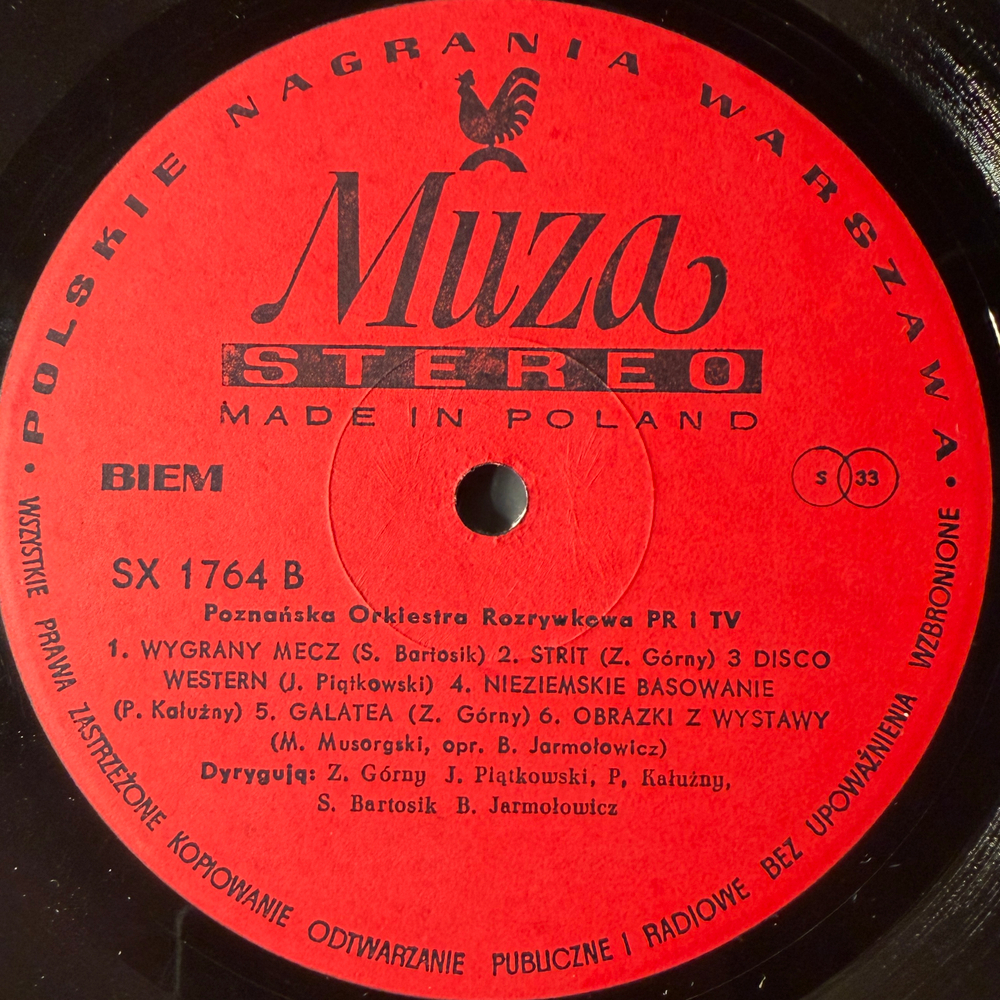 • POLSKIE NAGRANIA WARSZAWA •
Muza
STEREO
MADE IN POLAND
BIEM
S 33
SX 1764 B
Poznańska Orkiestra Rozrywkowa PR i TV
1. WYGRANY MECZ (S. Bartosik) 2. STRIT (Z. Górny) 3 DISCO
WESTERN (J. Piątkowski) 4. NIEZIEMSKIE BASOWANIE
(P. Kałużny) 5. GALATEA (Z. Górny) 6. OBRAZKI Z WYSTAWY
(M. Musorgski, opr. B. Jarmołowicz)
Dyrygują: Z. Górny J. Piątkowski, P, Kałużny,
S. Bartosik B. Jarmołowicz
WSZYSTKIE PRAWA ZASTRZEŻONE KOPIOWANIE ODTWARZANIE PUBLICZNE I RADIOWE BEZ UPOWAŻNIENIA WZBRONIONE